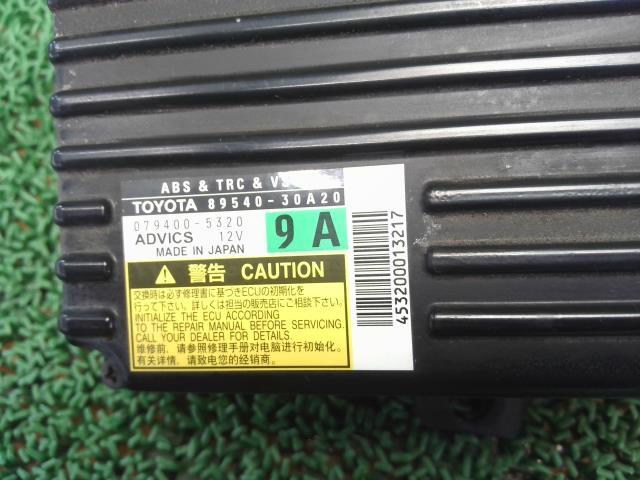 ABS & TRC & VS
TOYOTA 89540-30A20
079400-5320
ADVICS 12V
MADE IN JAPAN
9A
警告 CAUTION
交換時は必ず修理書に基づきECUの初期化を
行って下さい。詳しくは担当の販売店にご相談下さい。
INITIALIZE THE ECU ACCORDING
TO THE REPAIR MANUAL BEFORE SERVICING.
CALL YOUR DEALER FOR DETAILS.
维修前,请参照修理手册对电脑进行初始化。
有关详情,请致电您的经销商。
453200013217